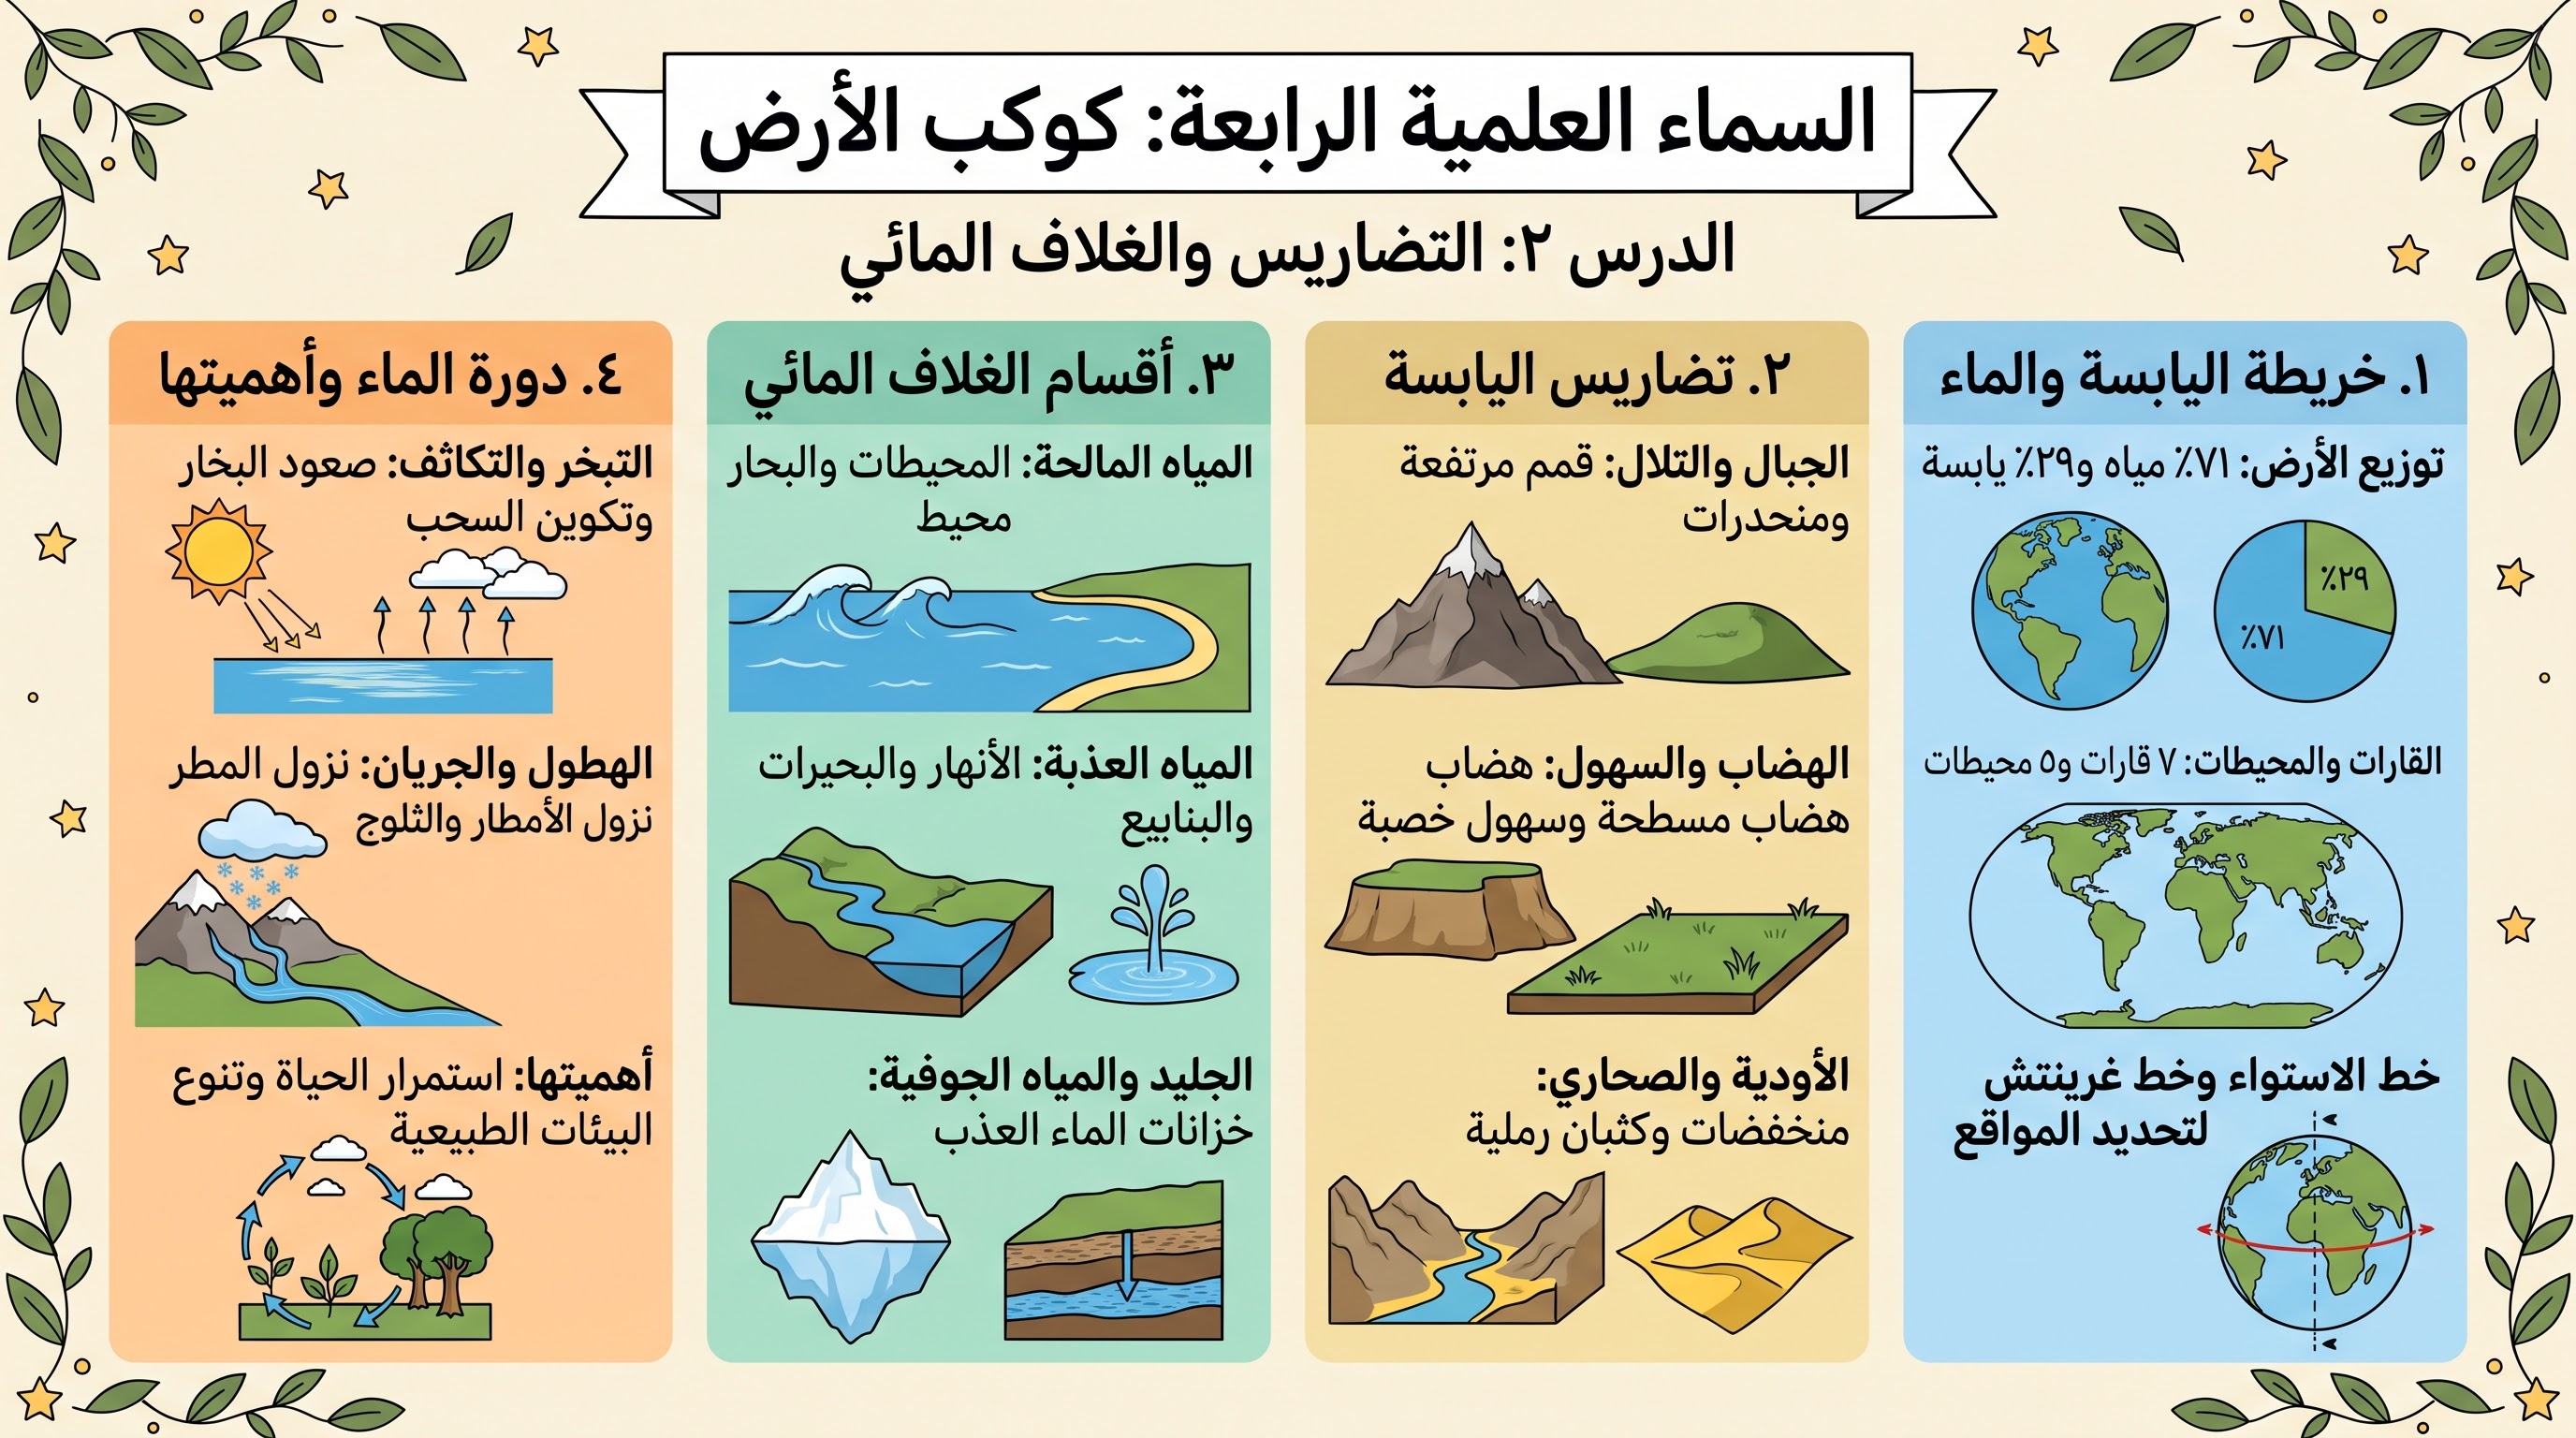 السماء العلمية الرابعة: كوكب الأرض
الدرس ٢: التضاريس والغلاف المائي
١. خريطة اليابسة والماء
توزيع الأرض: ٧١٪ مياه و٢٩٪ يابسة
٢٩٪
٧١٪
القارات والمحيطات: ٧ قارات و٥ محيطات
خط الاستواء وخط غرينتش
لتحديد المواقع
٢. تضاريس اليابسة
الجبال والتلال: قمم مرتفعة
ومنحدرات
الهضاب والسهول: هضاب
هضاب مسطحة وسهول خصبة
الأودية والصحاري:
منخفضات وكثبان رملية
٣. أقسام الغلاف المائي
المياه المالحة: المحيطات والبحار
محيط
المياه العذبة: الأنهار والبحيرات
والبنابيع
الجليد والمياه الجوفية:
خزانات الماء العذب
٤. دورة الماء وأهميتها
التبخر والتكاثف: صعود البخار
وتكوين السحب
الهطول والجريان: نزول المطر
نزول الأمطار والثلوج
أهميتها: استمرار الحياة وتنوع
البيئات الطبيعية